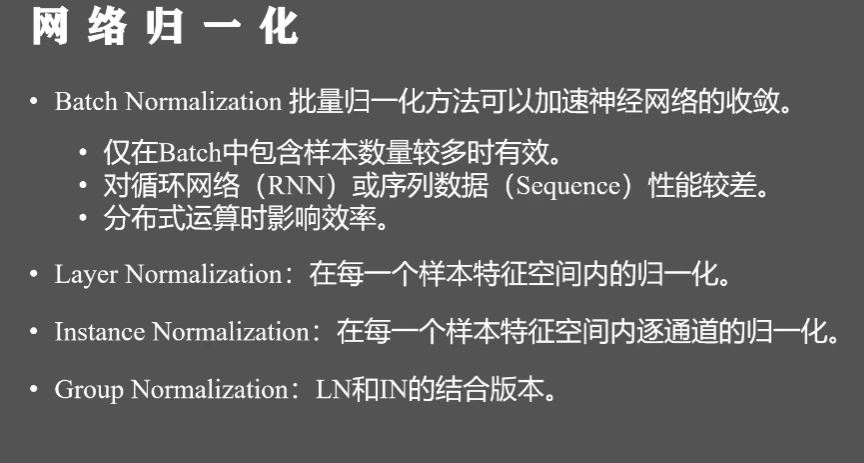 网络归一化
• Batch Normalization 批量归一化方法可以加速神经网络的收敛。
• 仅在Batch中包含样本数量较多时有效。
• 对循环网络（RNN）或序列数据（Sequence）性能较差。
• 分布式运算时影响效率。
• Layer Normalization：在每一个样本特征空间内的归一化。
• Instance Normalization：在每一个样本特征空间内逐通道的归一化。
• Group Normalization：LN和IN的结合版本。